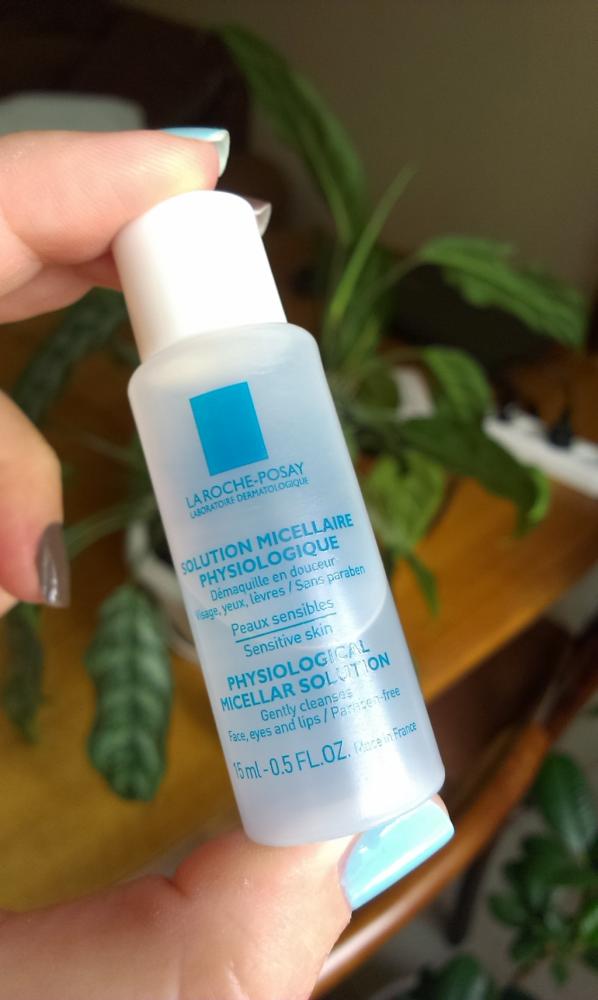 LA ROCHE-POSAY
LABORATOIRE DERMATOLOGIQUE
SOLUTION MICELLAIRE
PHYSIOLOGIQUE
Démaquille en douceur
Visage, yeux, lèvres / Sans paraben
Peaux sensibles
Sensitive skin
PHYSIOLOGICAL
MICELLAR SOLUTION
Gently cleanses
Face, eyes and lips / Paraben-free
15 ml - 0.5 FL.OZ. Made in France